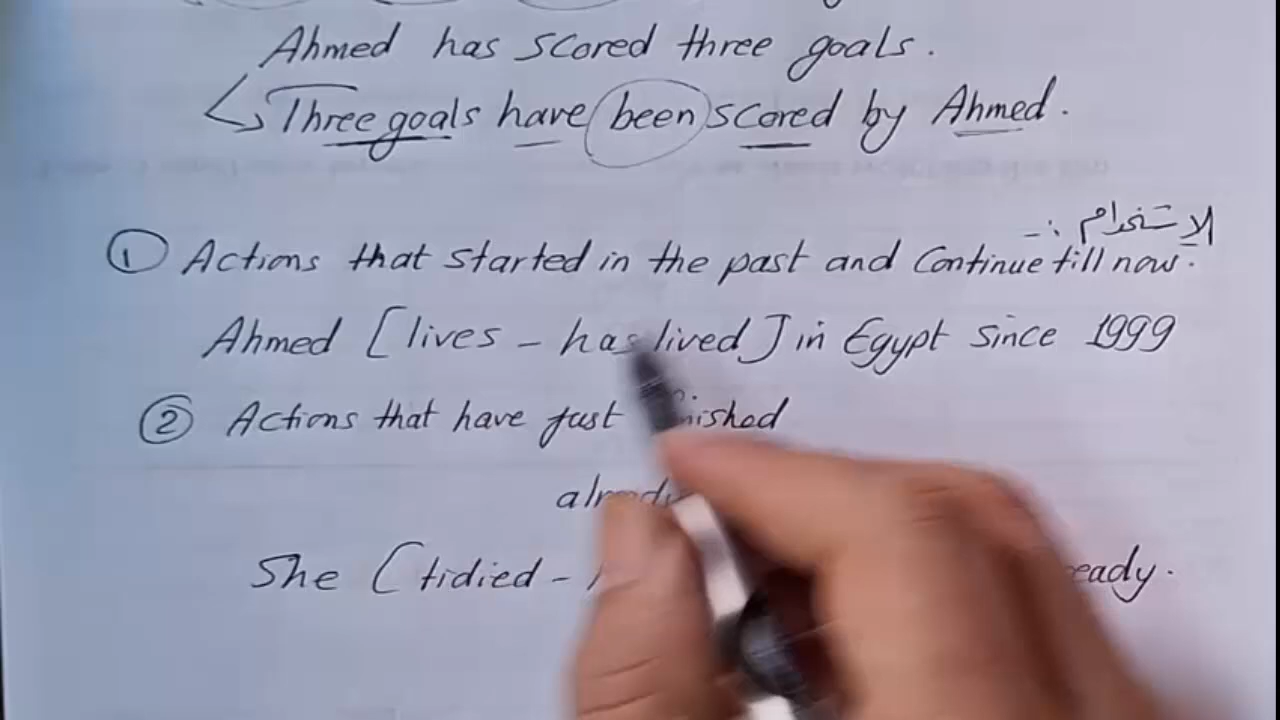 Ahmed has scored three goals.
Three goals have been scored by Ahmed.
الاستخدام :-
① Actions that started in the past and Continue till now.
Ahmed [lives - has lived] in Egypt since 1999
② Actions that have just finished
She (tidied -